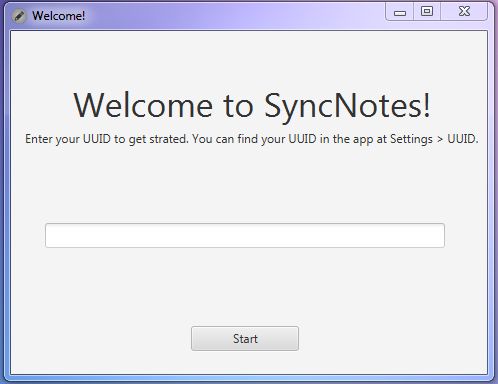 Welcome!
Welcome to SyncNotes!
Enter your UUID to get strated. You can find your UUID in the app at Settings > UUID.
Start